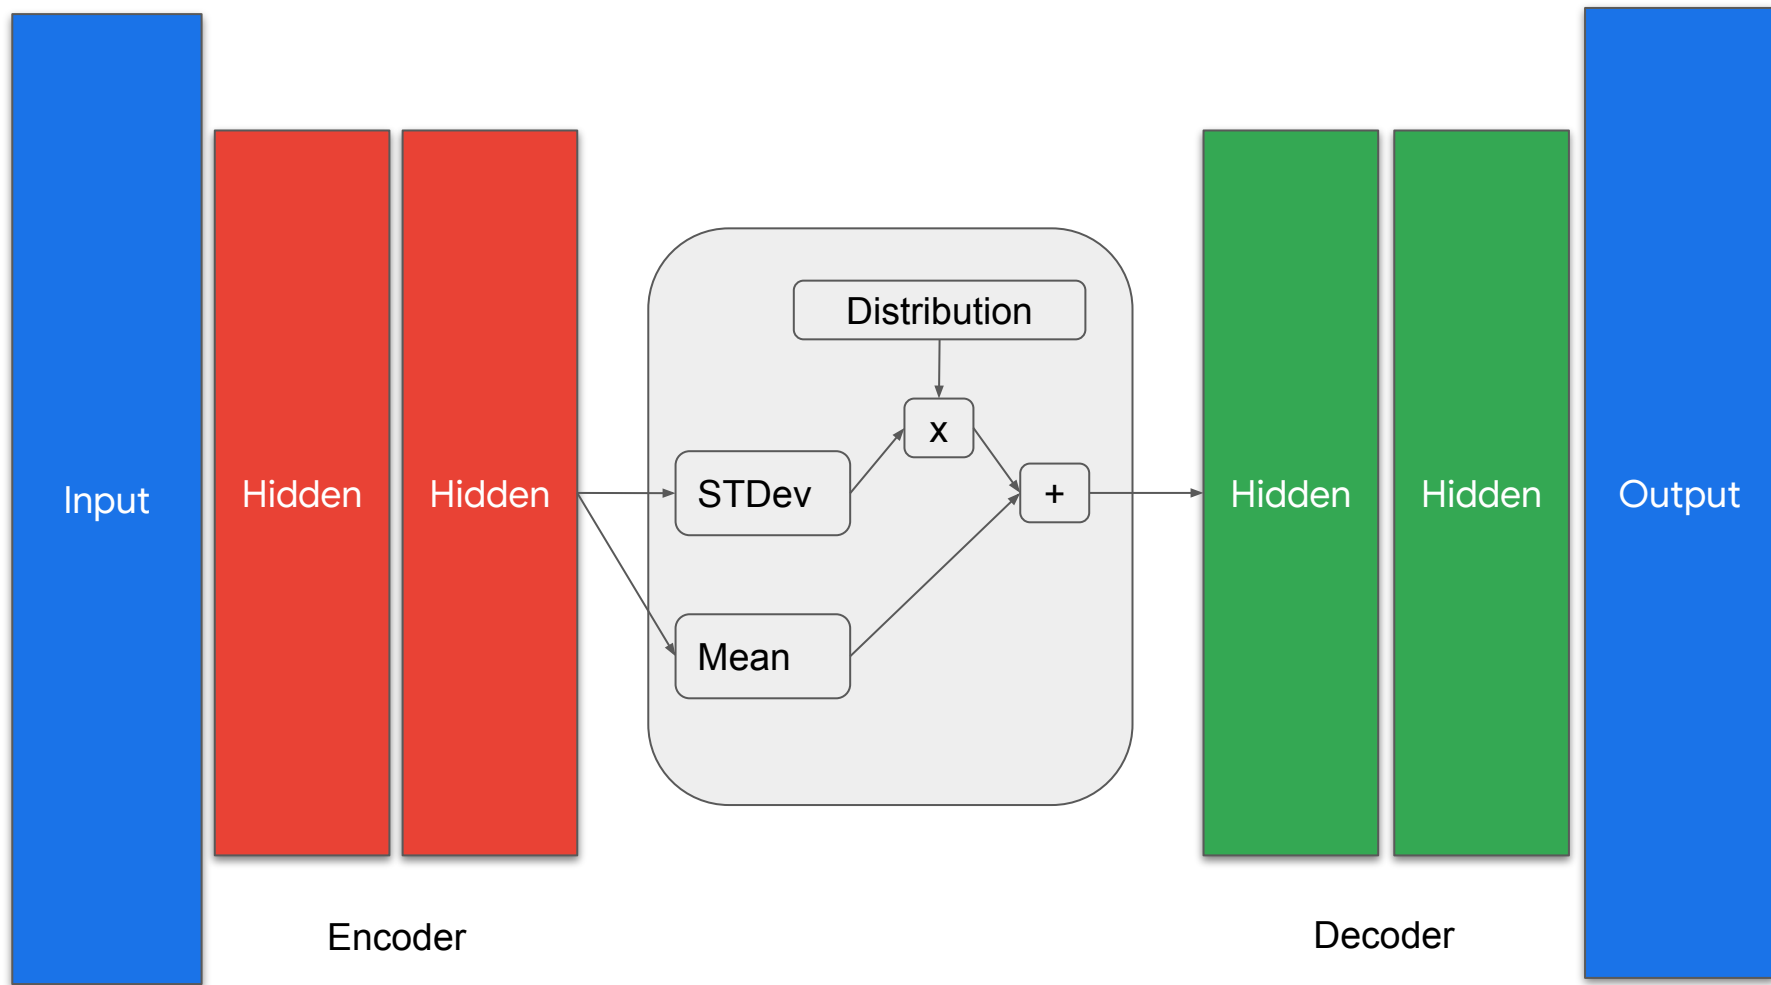 Input
Hidden
Hidden
Distribution
x
STDev
+
Mean
Hidden
Hidden
Output
Encoder
Decoder